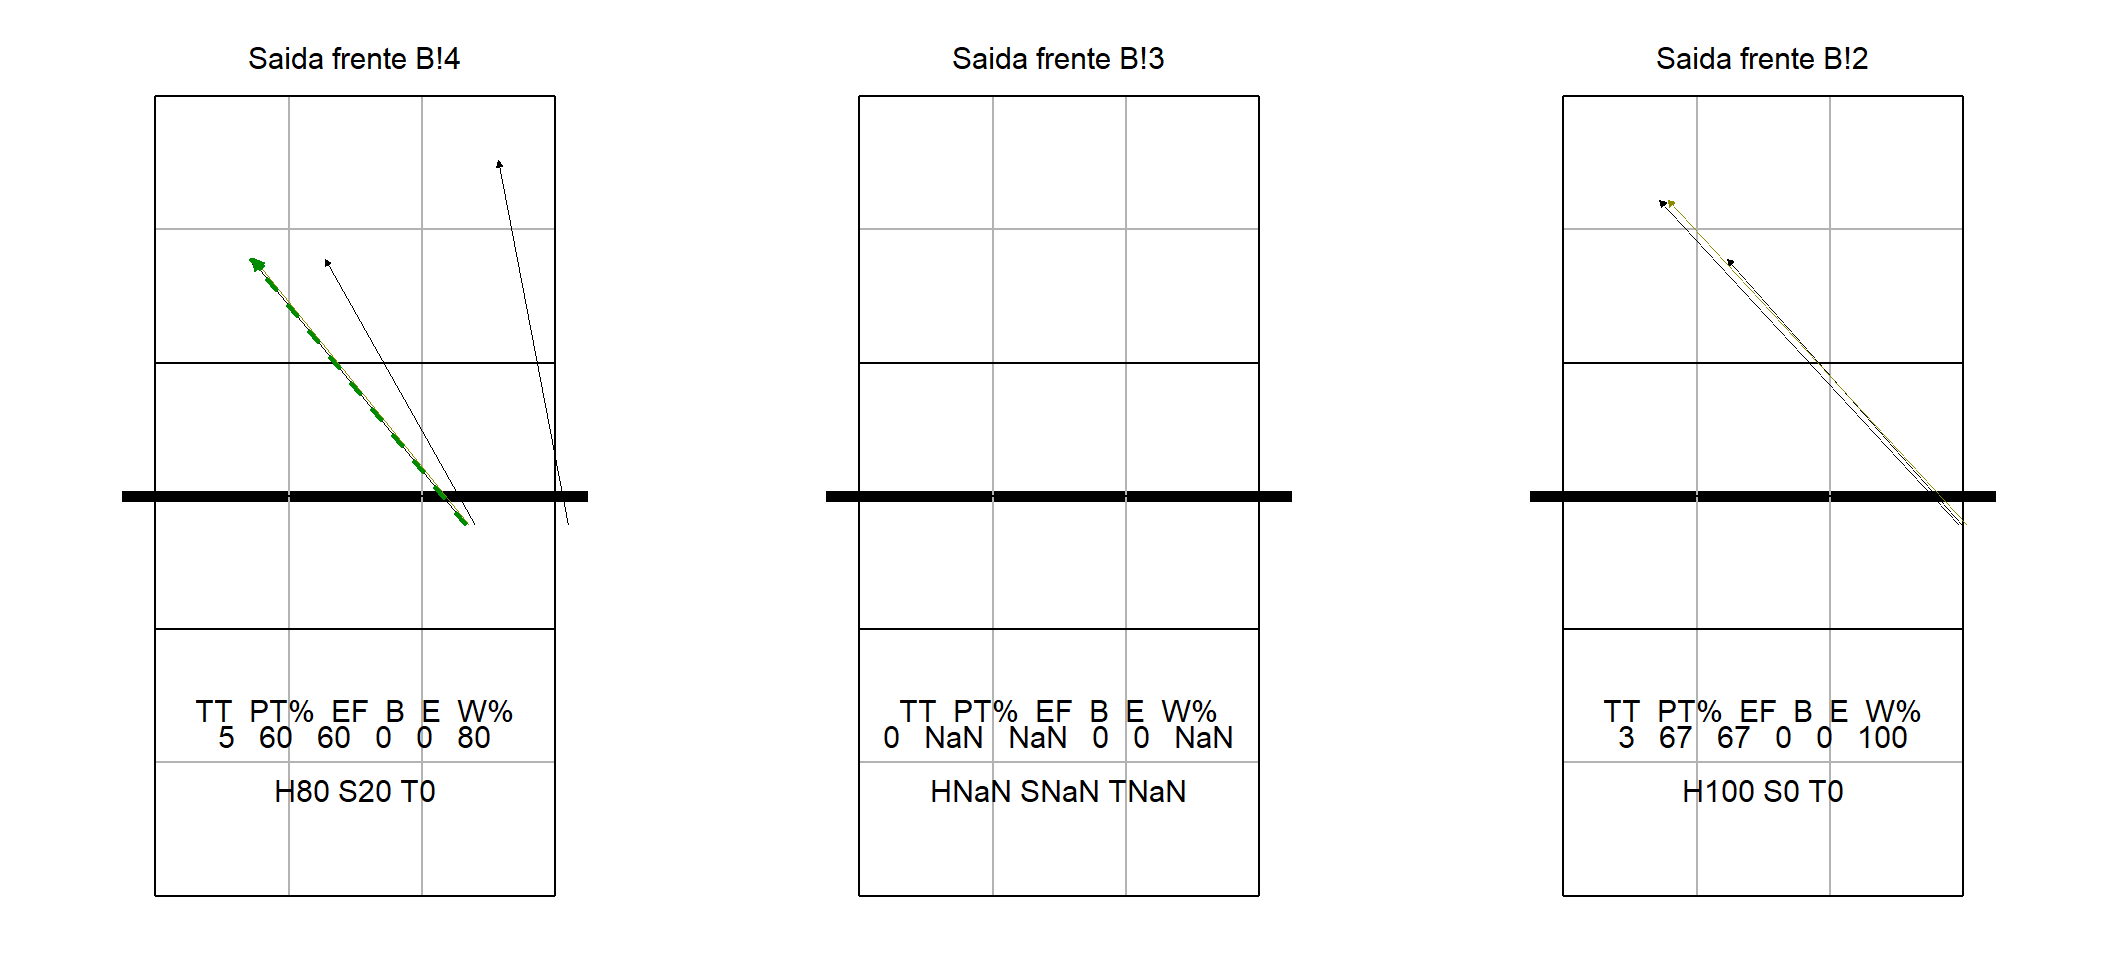 Saida frente B!4
TT PT% EF B E W%
5 60 60 0 0 80
H80 S20 T0
Saida frente B!3
TT PT% EF B E W%
0 NaN NaN 0 0 NaN
HNaN SNaN TNaN
Saida frente B!2
TT PT% EF B E W%
3 67 67 0 0 100
H100 S0 T0